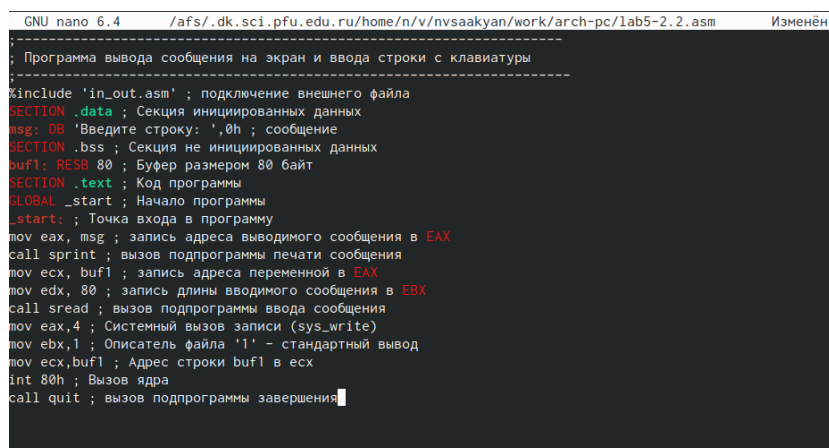 GNU nano 6.4 /afs/.dk.sci.pfu.edu.ru/home/n/v/nvsaakyan/work/arch-pc/lab5-2.2.asm Изменён
;-------------------------------------------------------------------
; Программа вывода сообщения на экран и ввода строки с клавиатуры
;--------------------------------------------------------------------
%include 'in_out.asm' ; подключение внешнего файла
SECTION .data ; Секция инициированных данных
msg: DB 'Введите строку: ',0h ; сообщение
SECTION .bss ; Секция не инициированных данных
buf1: RESB 80 ; Буфер размером 80 байт
SECTION .text ; Код программы
GLOBAL _start ; Начало программы
_start: ; Точка входа в программу
mov eax, msg ; запись адреса выводимого сообщения в EAX
call sprint ; вызов подпрограммы печати сообщения
mov ecx, buf1 ; запись адреса переменной в EAX
mov edx, 80 ; запись длины вводимого сообщения в EBX
call sread ; вызов подпрограммы ввода сообщения
mov eax,4 ; Системный вызов записи (sys_write)
mov ebx,1 ; Описатель файла '1' - стандартный вывод
mov ecx,buf1 ; Адрес строки buf1 в ecx
int 80h ; Вызов ядра
call quit ; вызов подпрограммы завершения